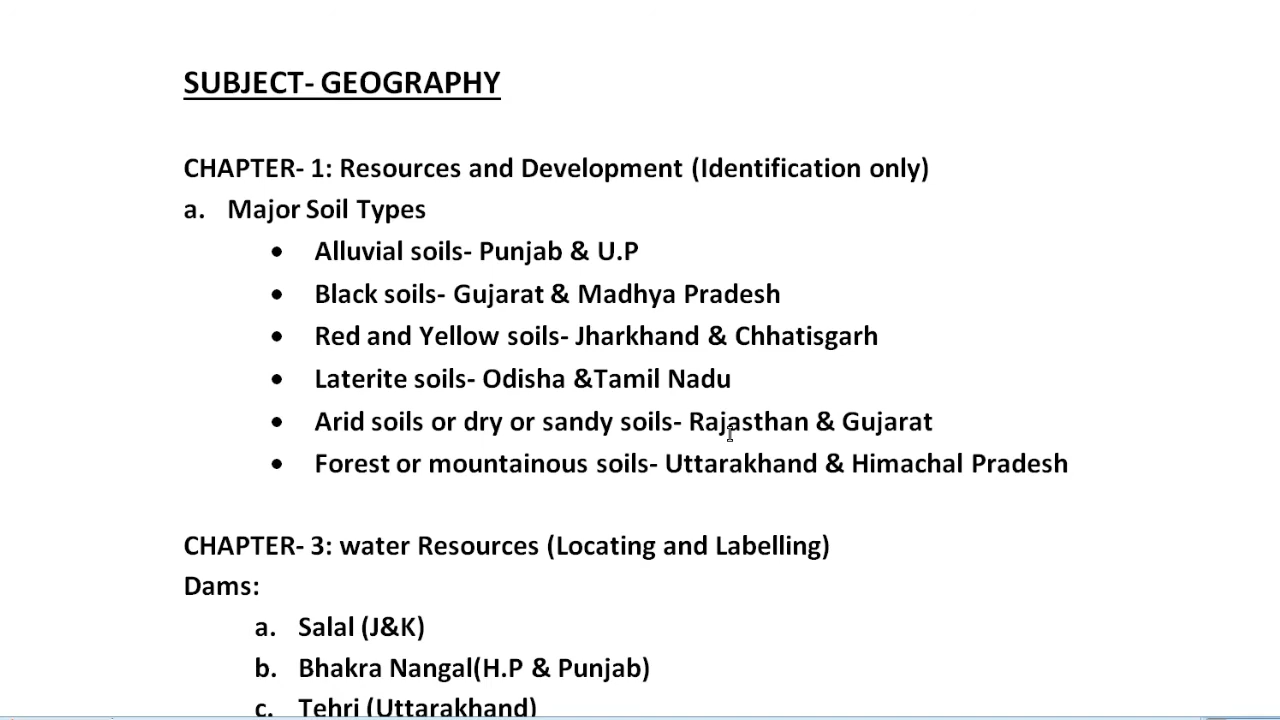 SUBJECT- GEOGRAPHY
CHAPTER- 1: Resources and Development (Identification only)
a. Major Soil Types
• Alluvial soils- Punjab & U.P
• Black soils- Gujarat & Madhya Pradesh
• Red and Yellow soils- Jharkhand & Chhatisgarh
• Laterite soils- Odisha &Tamil Nadu
• Arid soils or dry or sandy soils- Rajasthan & Gujarat
• Forest or mountainous soils- Uttarakhand & Himachal Pradesh
CHAPTER- 3: water Resources (Locating and Labelling)
Dams:
a. Salal (J&K)
b. Bhakra Nangal(H.P & Punjab)
c. Tehri (Uttarakhand)